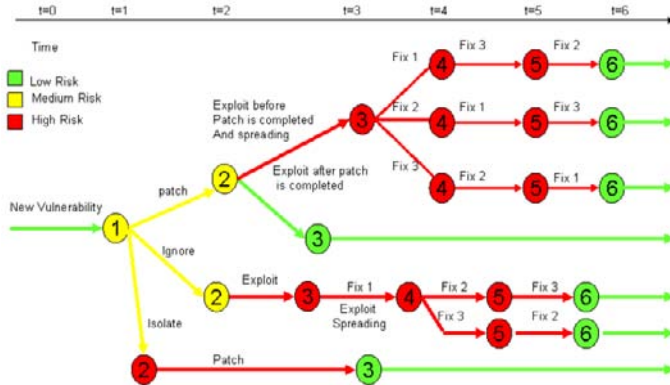 t=0 t=1 t=2 t=3 t=4 t=5 t=6
Time
Low Risk
Medium Risk
High Risk
Fix 1 4 Fix 3 5 Fix 2 6
Exploit before
Patch is completed
And spreading
3 Fix 2 4 Fix 1 5 Fix 3 6
Exploit after patch
is completed
Fix 3 4 Fix 2 5 Fix 1 6
patch 2
New Vulnerability 1
3
Ignore
2 Exploit 3 Fix 1 4 Fix 2 5 Fix 3 6
Exploit
Spreading
Fix 3 5 Fix 2 6
Isolate
2 Patch 3